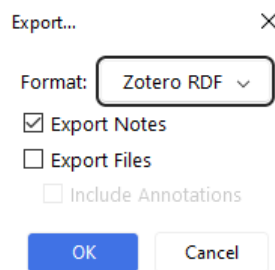 Export...
Format: Zotero RDF
Export Notes
Export Files
Include Annotations
OK Cancel